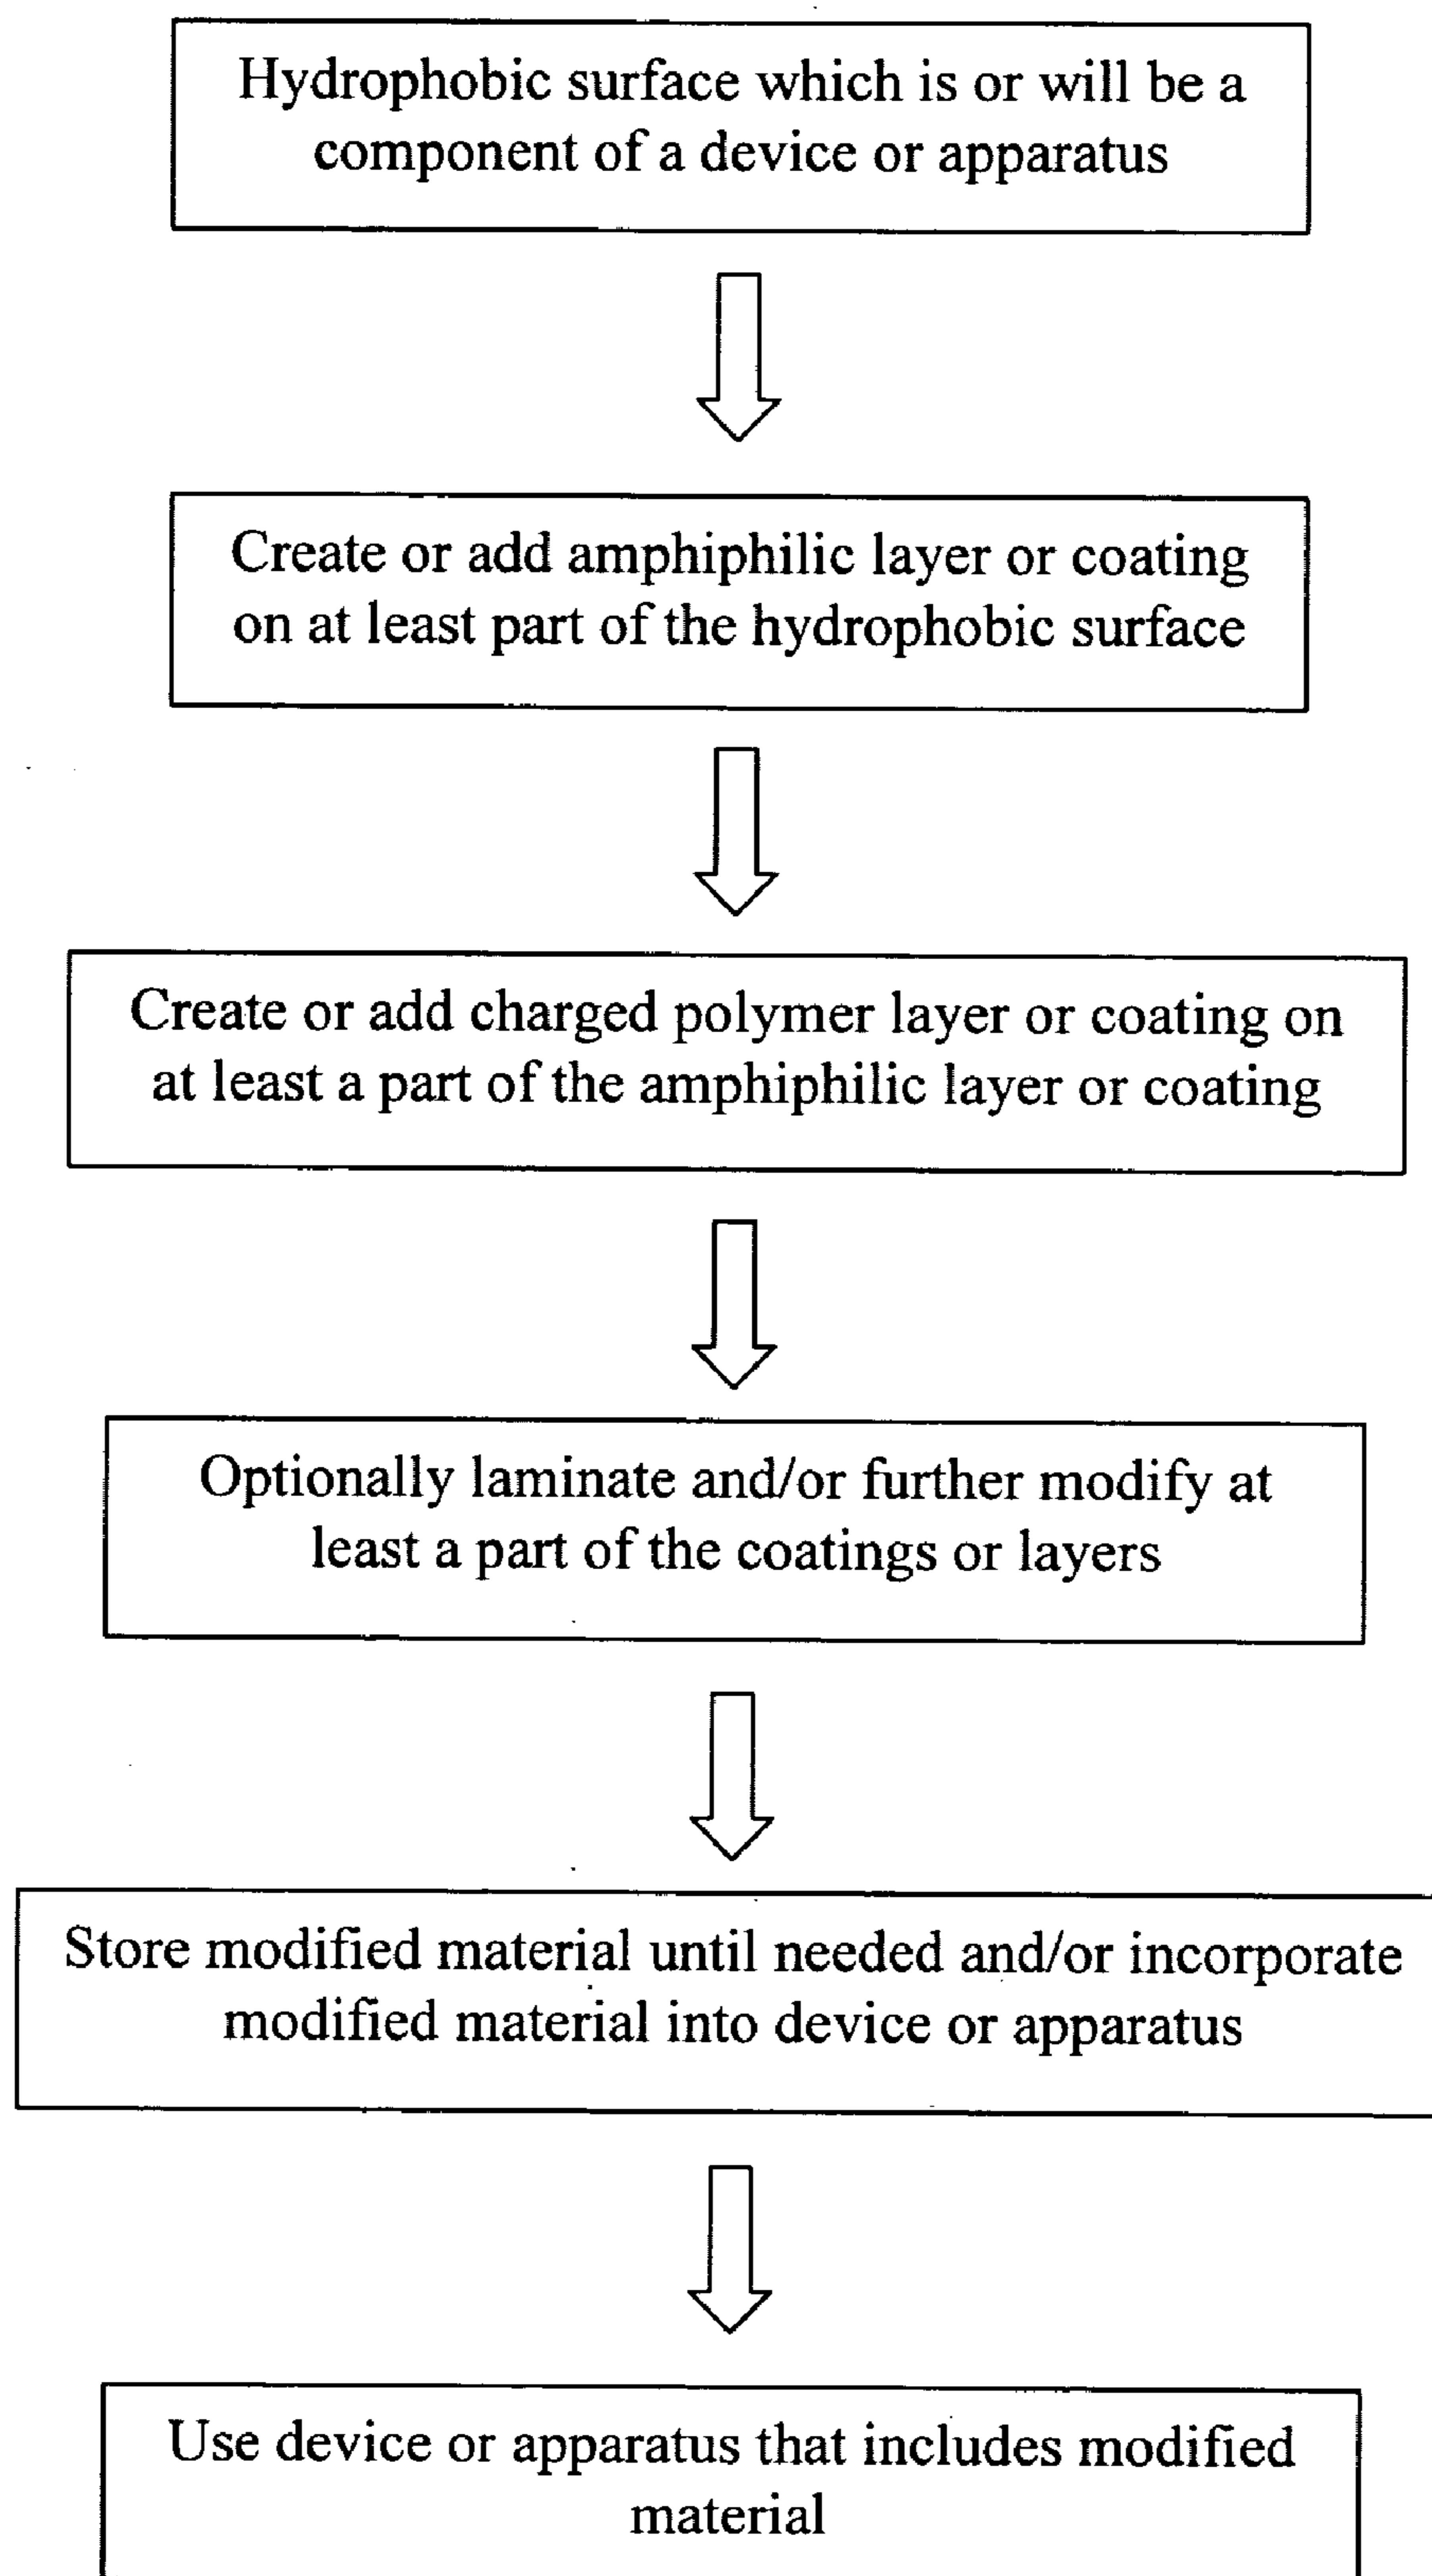 Hydrophobic surface which is or will be a
component of a device or apparatus
Create or add amphiphilic layer or coating
on at least part of the hydrophobic surface
Create or add charged polymer layer or coating on
at least a part of the amphiphilic layer or coating
Optionally laminate and/or further modify at
least a part of the coatings or layers
Store modified material until needed and/or incorporate
modified material into device or apparatus
Use device or apparatus that includes modified
material